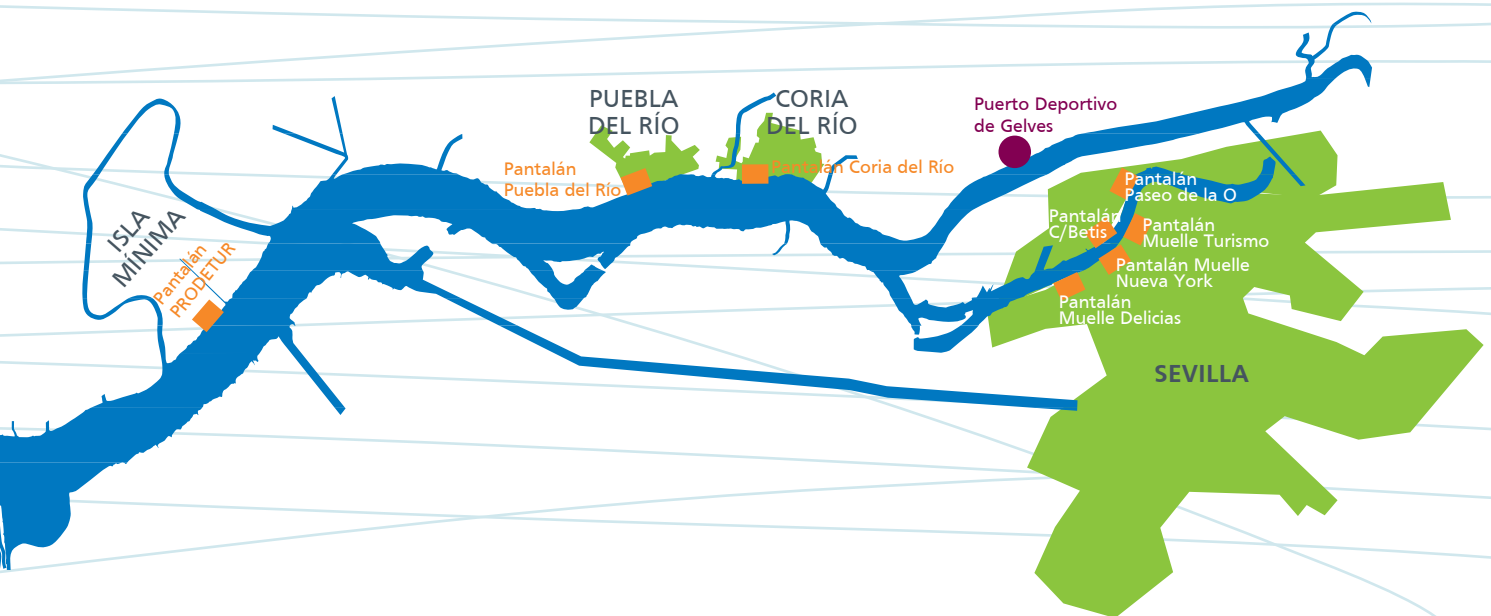 PUEBLA
DEL RÍO
CORIA
DEL RÍO
Puerto Deportivo
de Gelves
Pantalán
Puebla del Río
Pantalán Coria del Río
Pantalán
Paseo de la O
Pantalán
C/Betis
Pantalán
Muelle Turismo
Pantalán Muelle
Nueva York
Pantalán
Muelle Delicias
ISLA
MÍNIMA
Pantalán
PRODETUR
SEVILLA